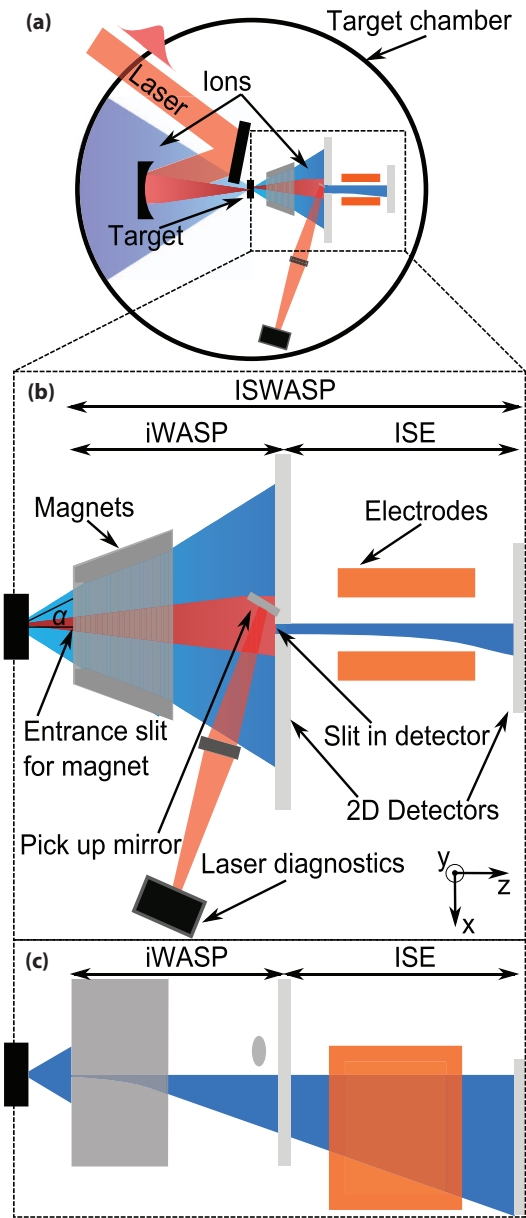 (a)
Target chamber
Ions
Laser
Target
(b)
ISWASP
iWASP
ISE
Magnets
Electrodes
α
Entrance slit
for magnet
Slit in detector
2D Detectors
Pick up mirror
Laser diagnostics
y
z
x
(c)
iWASP
ISE